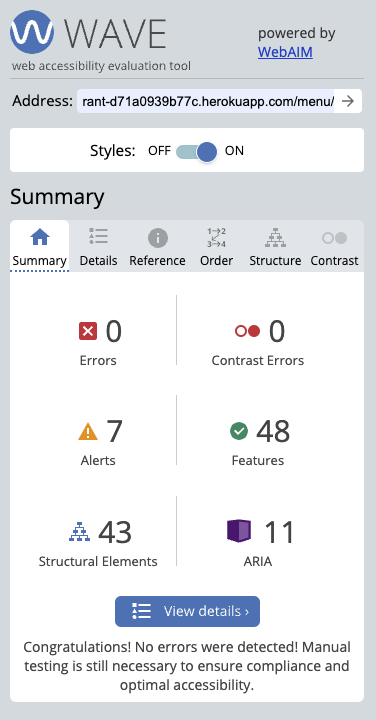 WAVE
web accessibility evaluation tool
powered by
WebAIM
Address: rant-d71a0939b77c.herokuapp.com/menu/
Styles: OFF ON
Summary
Summary Details Reference Order Structure Contrast
0 0
Errors Contrast Errors
7 48
Alerts Features
43 11
Structural Elements ARIA
View details ›
Congratulations! No errors were detected! Manual
testing is still necessary to ensure compliance and
optimal accessibility.